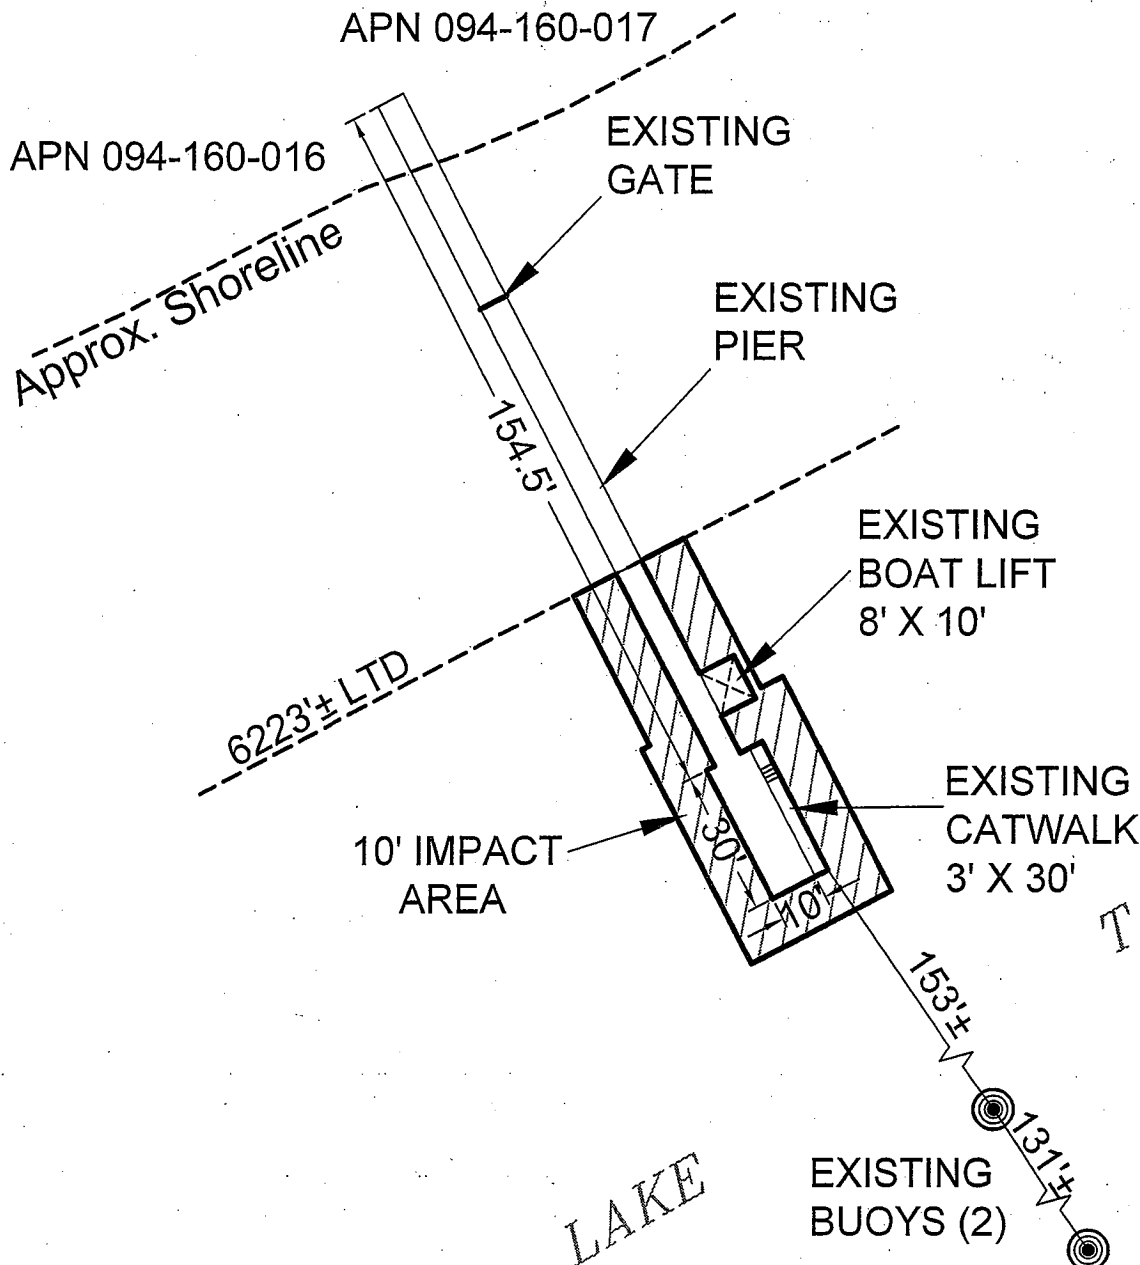 APN 094-160-017
APN 094-160-016
EXISTING
GATE
Approx. Shoreline
EXISTING
PIER
154.5'
EXISTING
BOAT LIFT
8' X 10'
6223'± LTD
EXISTING
CATWALK
3' X 30'
10' IMPACT
AREA
30'
10'
T
153'±
131'±
EXISTING
BUOYS (2)
LAKE